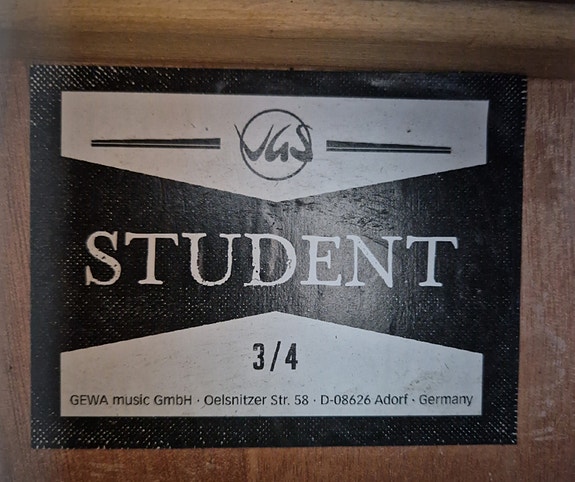 VGS
STUDENT
3/4
GEWA music GmbH · Oelsnitzer Str. 58 · D-08626 Adorf · Germany